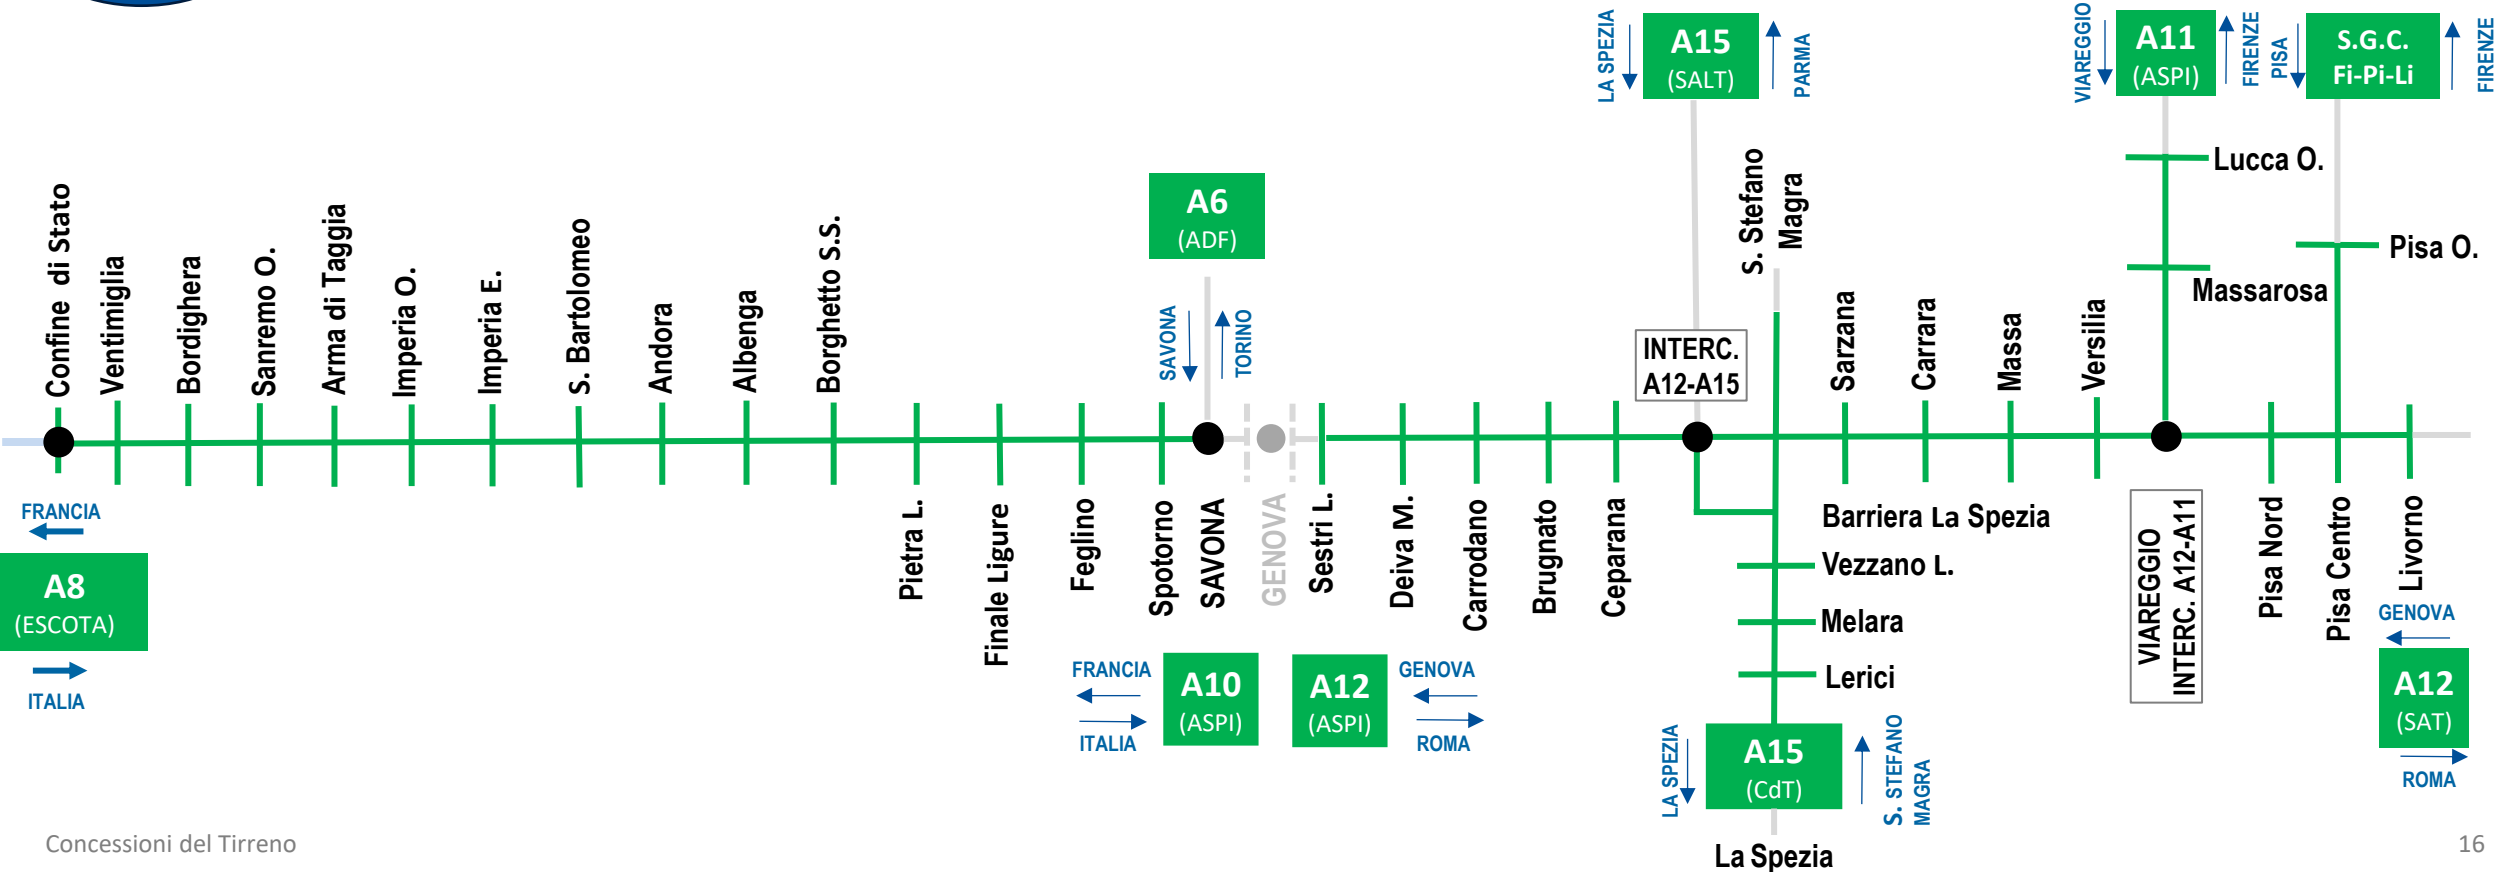 LA SPEZIA
A15
(SALT)
PARMA
VIAREGGIO
A11
(ASPI)
FIRENZE
PISA
S.G.C.
Fi-Pi-Li
FIRENZE
Confine di Stato
Ventimiglia
Bordighera
Sanremo O.
Arma di Taggia
Imperia O.
Imperia E.
S. Bartolomeo
Andora
Albenga
Borghetto S.S.
A6
(ADF)
SAVONA
TORINO
S. Stefano
Magra
INTERC.
A12-A15
Sarzana
Carrara
Massa
Versilia
Lucca O.
Massarosa
Pisa O.
FRANCIA
A8
(ESCOTA)
ITALIA
Pietra L.
Finale Ligure
Feglino
Spotorno
SAVONA
GENOVA
Sestri L.
Deiva M.
Carrodano
Brugnato
Ceparana
Barriera La Spezia
Vezzano L.
Melara
Lerici
VIAREGGIO
INTERC. A12-A11
Pisa Nord
Pisa Centro
Livorno
FRANCIA
ITALIA
A10
(ASPI)
A12
(ASPI)
GENOVA
ROMA
LA SPEZIA
A15
(CdT)
S. STEFANO
MAGRA
La Spezia
GENOVA
A12
(SAT)
ROMA
Concessioni del Tirreno
16